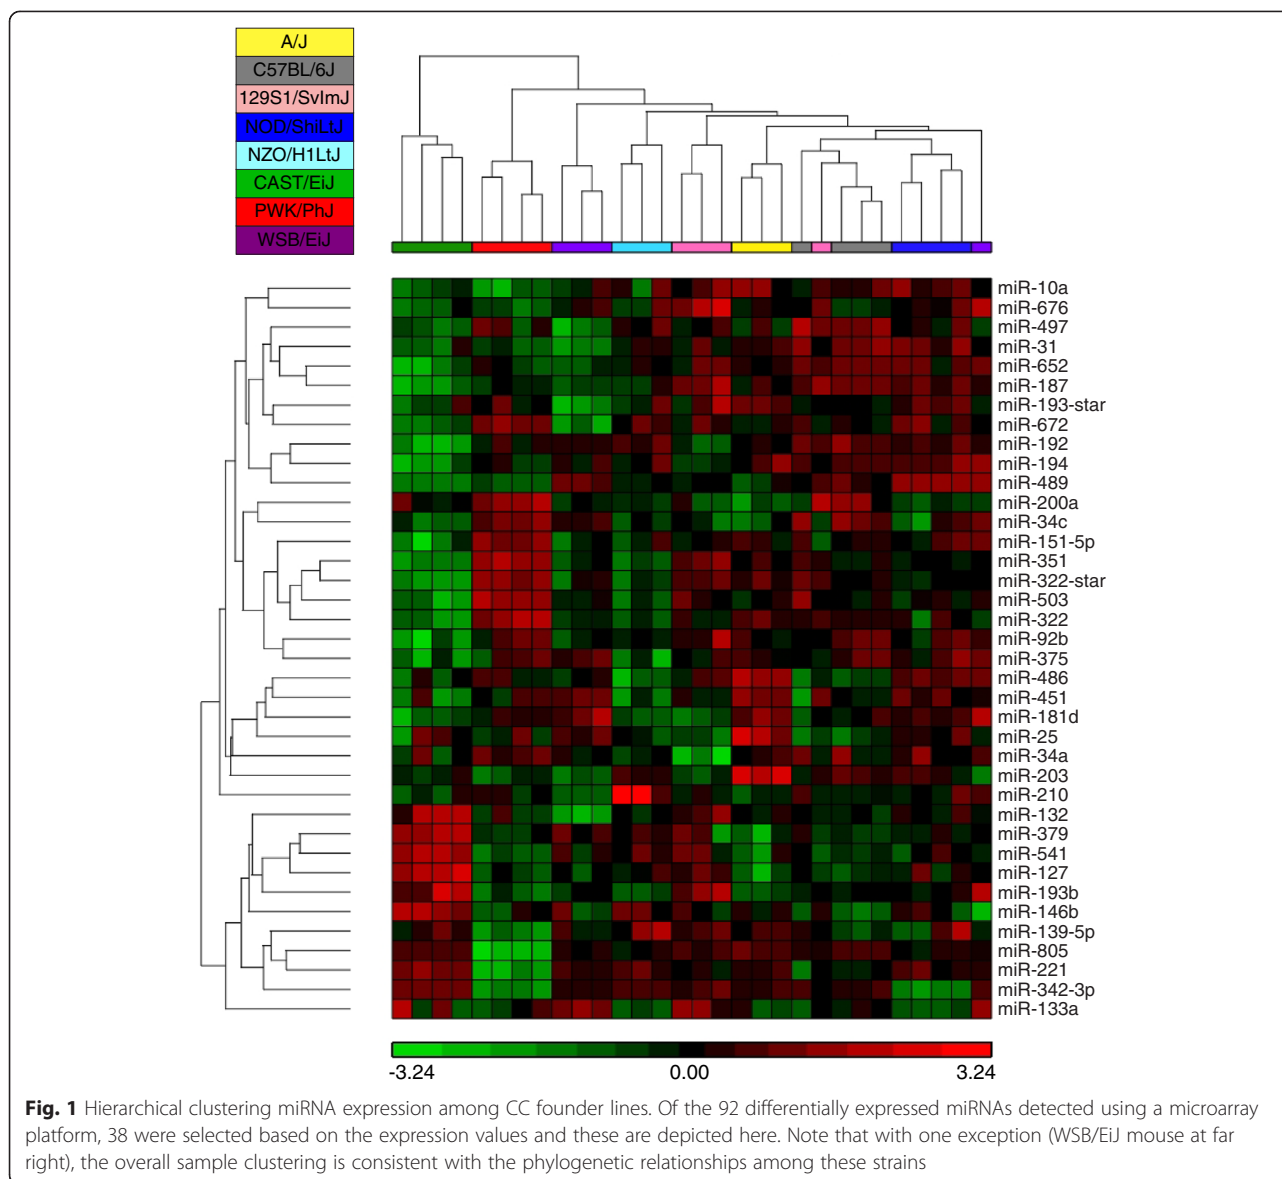 A/J
C57BL/6J
129S1/SvImJ
NOD/ShiLtJ
NZO/H1LtJ
CAST/EiJ
PWK/PhJ
WSB/EiJ
miR-10a
miR-676
miR-497
miR-31
miR-652
miR-187
miR-193-star
miR-672
miR-192
miR-194
miR-489
miR-200a
miR-34c
miR-151-5p
miR-351
miR-322-star
miR-503
miR-322
miR-92b
miR-375
miR-486
miR-451
miR-181d
miR-25
miR-34a
miR-203
miR-210
miR-132
miR-379
miR-541
miR-127
miR-193b
miR-146b
miR-139-5p
miR-805
miR-221
miR-342-3p
miR-133a
-3.24 0.00 3.24
Fig. 1 Hierarchical clustering miRNA expression among CC founder lines. Of the 92 differentially expressed miRNAs detected using a microarray
platform, 38 were selected based on the expression values and these are depicted here. Note that with one exception (WSB/EiJ mouse at far
right), the overall sample clustering is consistent with the phylogenetic relationships among these strains